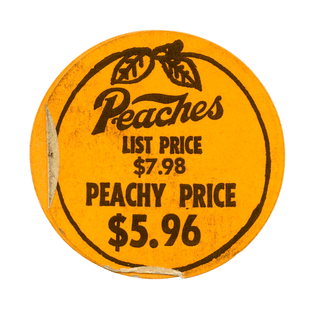 Peaches
LIST PRICE
$7.98
PEACHY PRICE
$5.96